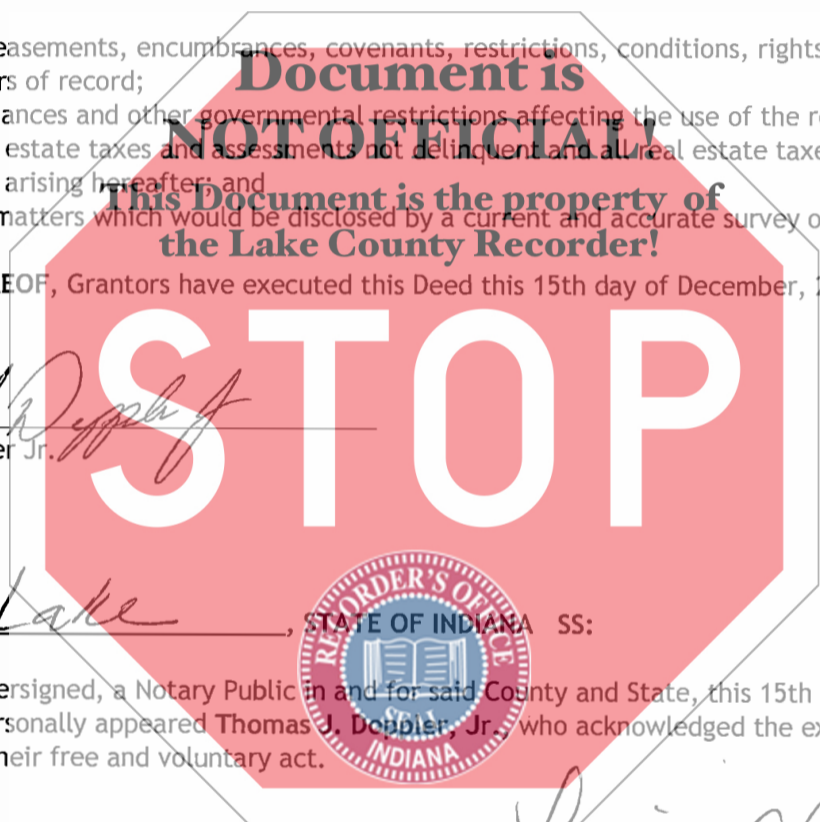 easements, encumbrances, covenants, restrictions, conditions, rights
rs of record;
Document is
ances and other governmental restrictions affecting the use of the r
NOT OFFICIAL!
estate taxes and assessments not delinquent and all real estate taxe
arising hereafter; and
This Document is the property of
matters which would be disclosed by a current and accurate survey o
the Lake County Recorder!
EOF, Grantors have executed this Deed this 15th day of December, 2
STOP
er Jr.
Lake, STATE OF INDIANA SS:
RECORDER'S OFFICE
SEAL
INDIANA
ersigned, a Notary Public in and for said County and State, this 15th
rsonally appeared Thomas J. Doppler, Jr., who acknowledged the ex
heir free and voluntary act.